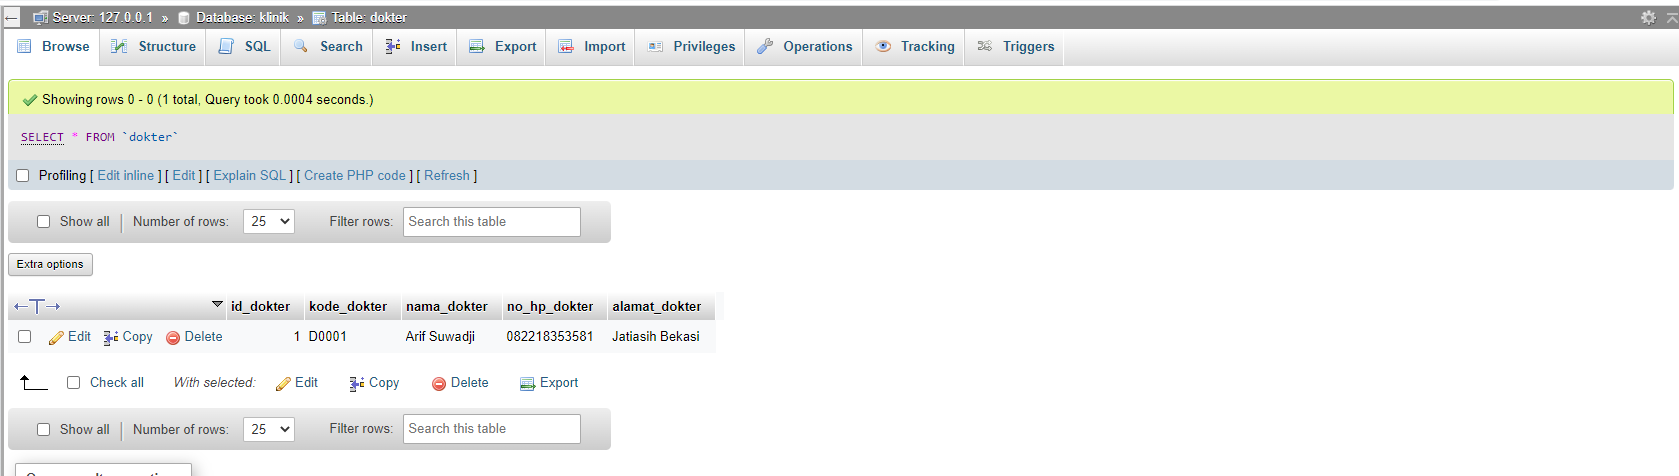 Server: 127.0.0.1 » Database: klinik » Table: dokter
Browse Structure SQL Search Insert Export Import Privileges Operations Tracking Triggers
Showing rows 0 - 0 (1 total, Query took 0.0004 seconds.)
SELECT * FROM `dokter`
Profiling [ Edit inline ] [ Edit ] [ Explain SQL ] [ Create PHP code ] [ Refresh ]
Show all Number of rows: 25 Filter rows: Search this table
Extra options
id_dokter kode_dokter nama_dokter no_hp_dokter alamat_dokter
Edit Copy Delete 1 D0001 Arif Suwadji 082218353581 Jatiasih Bekasi
Check all With selected: Edit Copy Delete Export
Show all Number of rows: 25 Filter rows: Search this table